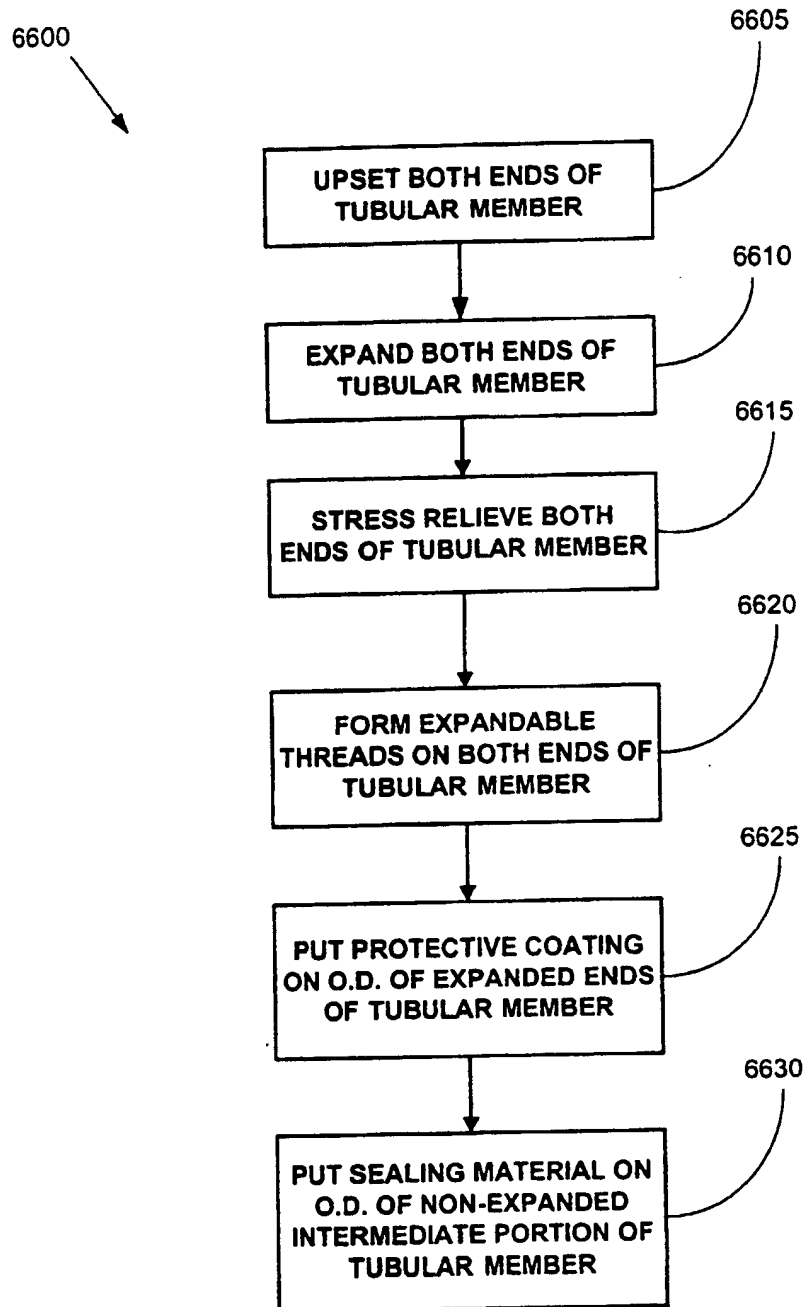 6600
6605
UPSET BOTH ENDS OF
TUBULAR MEMBER
6610
EXPAND BOTH ENDS OF
TUBULAR MEMBER
6615
STRESS RELIEVE BOTH
ENDS OF TUBULAR MEMBER
6620
FORM EXPANDABLE
THREADS ON BOTH ENDS OF
TUBULAR MEMBER
6625
PUT PROTECTIVE COATING
ON O.D. OF EXPANDED ENDS
OF TUBULAR MEMBER
6630
PUT SEALING MATERIAL ON
O.D. OF NON-EXPANDED
INTERMEDIATE PORTION OF
TUBULAR MEMBER